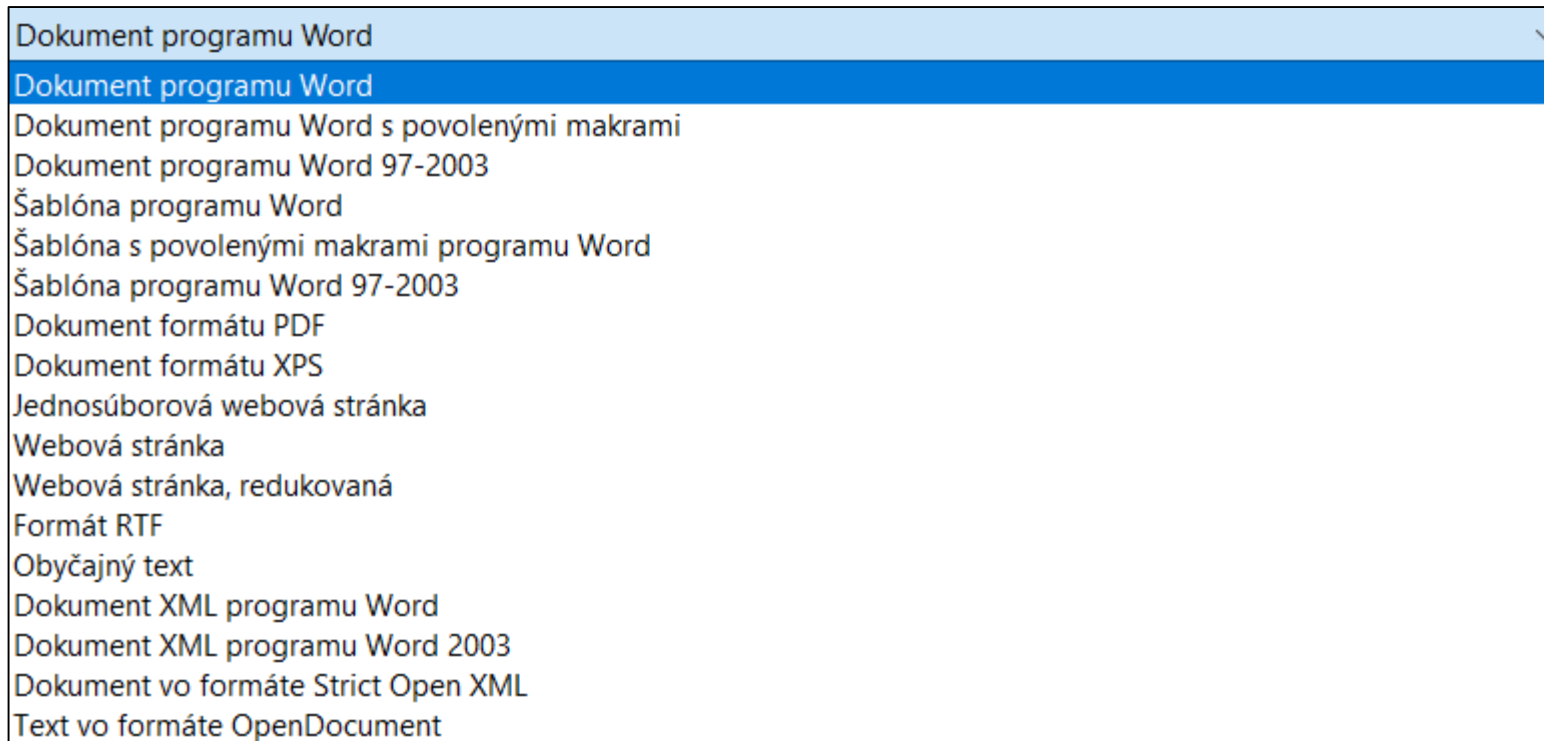 Dokument programu Word
Dokument programu Word
Dokument programu Word s povolenými makrami
Dokument programu Word 97-2003
Šablóna programu Word
Šablóna s povolenými makrami programu Word
Šablóna programu Word 97-2003
Dokument formátu PDF
Dokument formátu XPS
Jednosúborová webová stránka
Webová stránka
Webová stránka, redukovaná
Formát RTF
Obyčajný text
Dokument XML programu Word
Dokument XML programu Word 2003
Dokument vo formáte Strict Open XML
Text vo formáte OpenDocument